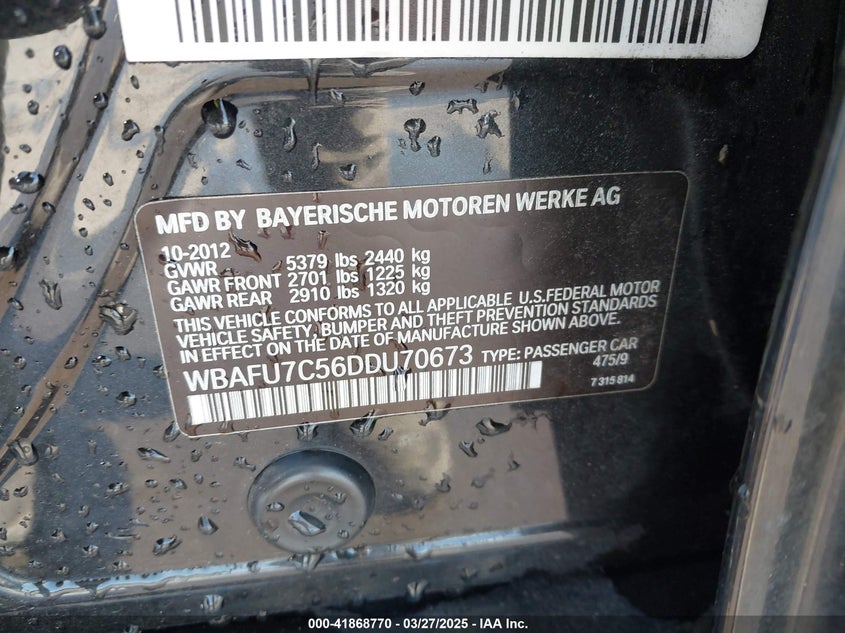 MFD BY BAYERISCHE MOTOREN WERKE AG
10-2012
GVWR 5379 lbs 2440 kg
GAWR FRONT 2701 lbs 1225 kg
GAWR REAR 2910 lbs 1320 kg
THIS VEHICLE CONFORMS TO ALL APPLICABLE U.S.FEDERAL MOTOR
VEHICLE SAFETY, BUMPER AND THEFT PREVENTION STANDARDS
IN EFFECT ON THE DATE OF MANUFACTURE SHOWN ABOVE.
WBAFU7C56DDU70673 TYPE: PASSENGER CAR
475/9
7 315 814
000-41868770 - 03/27/2025 - IAA Inc.